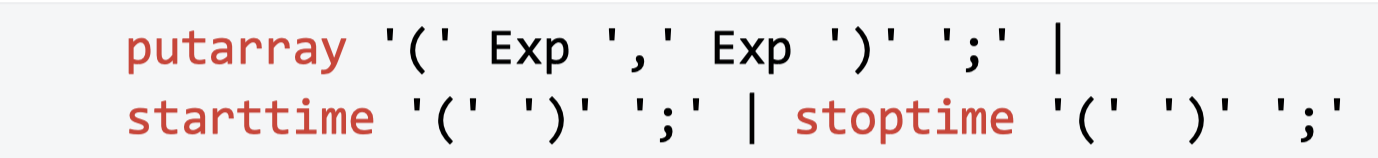 putarray '(' Exp ',' Exp ')' ';' |
starttime '(' ')' ';' | stoptime '(' ')' ';'